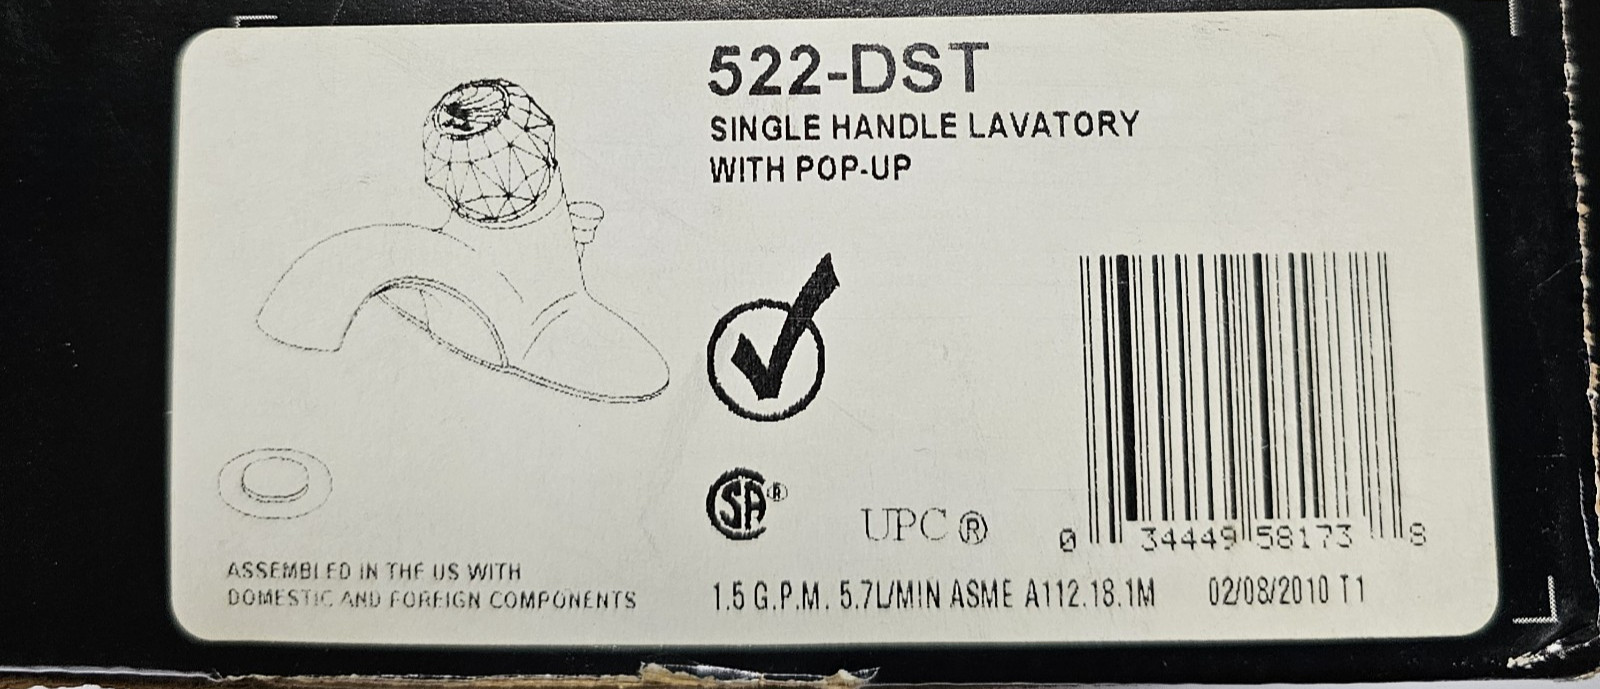 522-DST
SINGLE HANDLE LAVATORY
WITH POP-UP
SA®
UPC ®
0 34449 58173 8
ASSEMBLED IN THE US WITH
DOMESTIC AND FOREIGN COMPONENTS
1.5 G.P.M. 5.7L/MIN ASME A112.18.1M 02/08/2010 T1